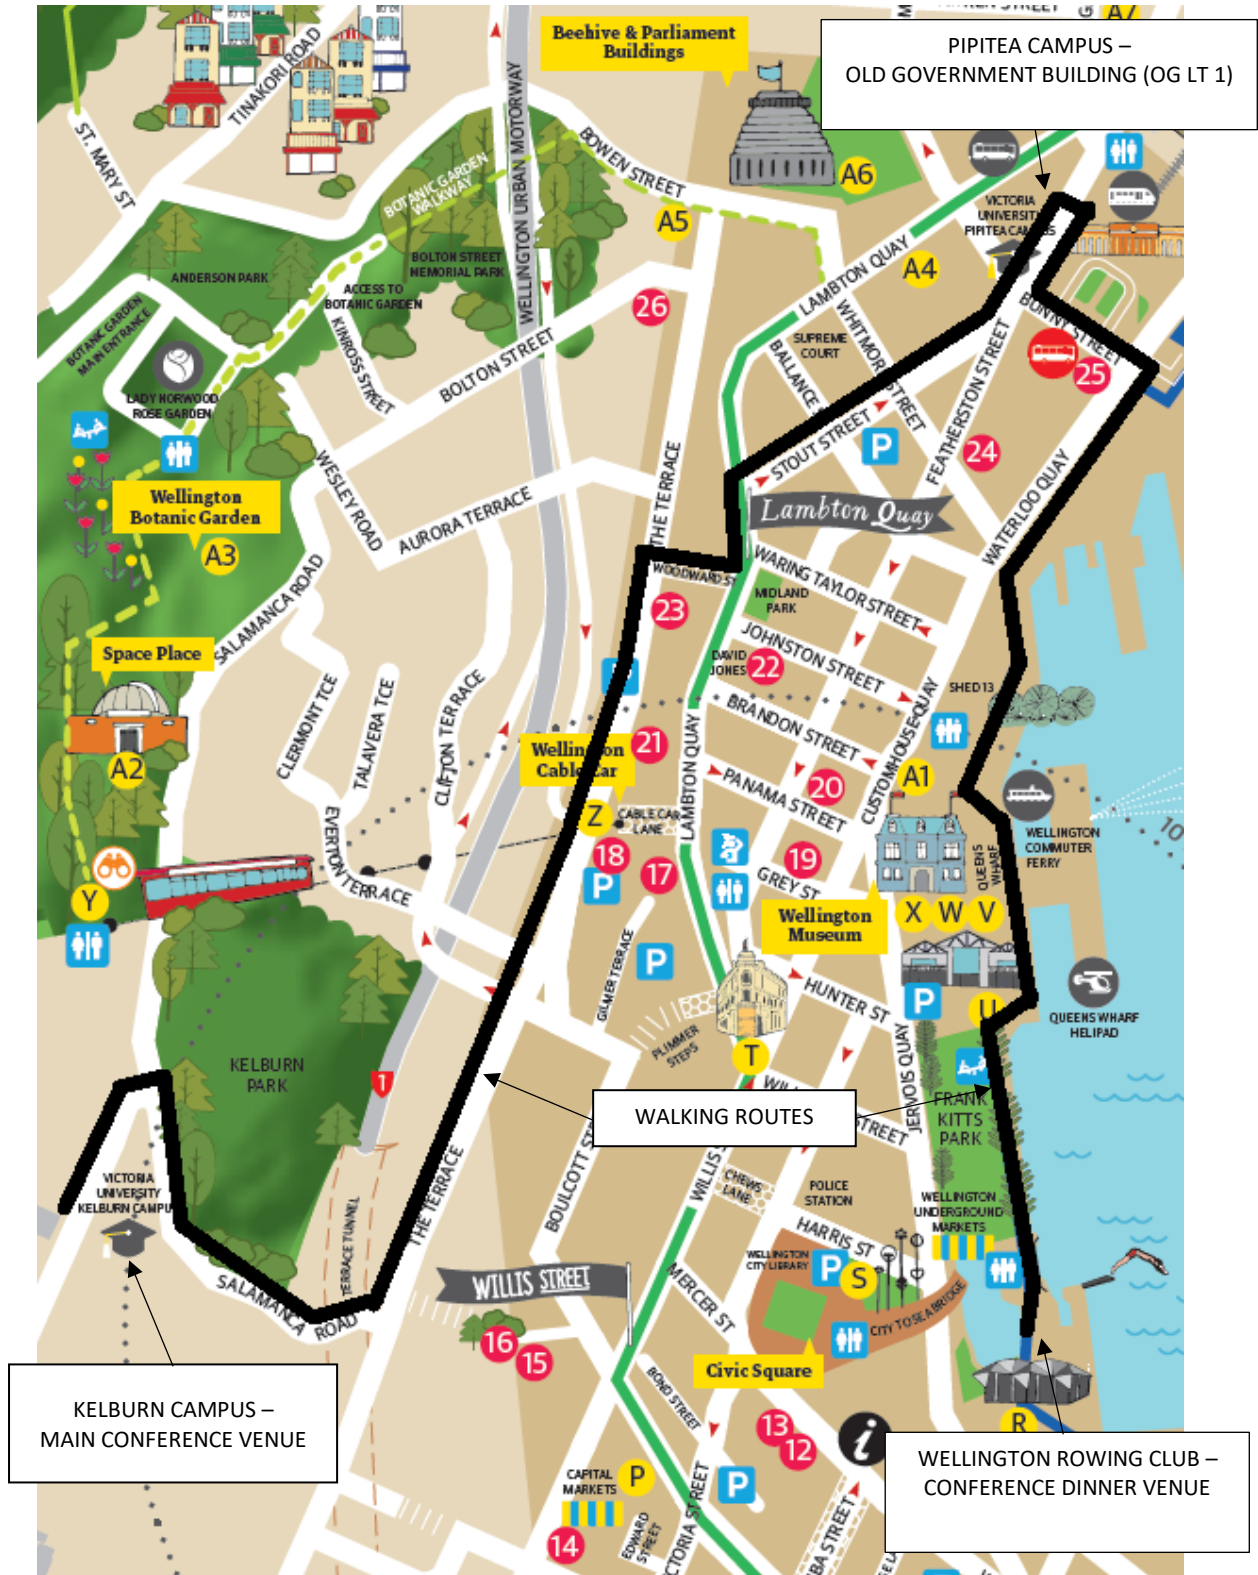 Beehive & Parliament
Buildings
PIPITEA CAMPUS –
OLD GOVERNMENT BUILDING (OG LT 1)
A7
TINAKORI ROAD
ST. MARY ST
WELLINGTON URBAN MOTORWAY
BOWEN STREET
BOTANIC GARDEN
WALKWAY
A6
A5
VICTORIA
UNIVERSITY
PIPITEA CAMPUS
BOLTON STREET
MEMORIAL PARK
ANDERSON PARK
ACCESS TO
BOTANIC GARDEN
LAMBTON QUAY
A4
26
BOTANIC GARDEN
MAIN ENTRANCE
KINROSS STREET
BOLTON STREET
SUPREME
COURT
WHITMORE STREET
BALLANCE
BUNNY STREET
25
LADY NORWOOD
ROSE GARDEN
STOUT STREET
FEATHERSTON STREET
P
24
WESLEY ROAD
THE TERRACE
WATERLOO QUAY
Wellington
Botanic Garden
A3
AURORA TERRACE
Lambton Quay
WOODWARD ST
WARING TAYLOR STREET
23
MIDLAND
PARK
SALAMANCA ROAD
Space Place
JOHNSTON STREET
DAVID
JONES
22
SHED 13
CLERMONT TCE
TALAVERA TCE
CLIFTON TERRACE
BRANDON STREET
CUSTOMHOUSE QUAY
A2
Wellington
Cable Car
21
LAMBTON QUAY
PANAMA STREET
20
A1
Z
CABLE CAR
LANE
EVERTON TERRACE
WELLINGTON
COMMUTER
FERRY
10
18
17
P
19
GREY ST
QUEENS
WHARF
Y
Wellington
Museum
X W V
GILMER TERRACE
P
HUNTER ST
P
U
QUEENS WHARF
HELIPAD
PLIMMER
STEPS
T
JERVOIS QUAY
KELBURN
PARK
1
WALKING ROUTES
FRANK
KITTS
PARK
STREET
BOULCOTT
WILLIS
THE TERRACE
CHEWS
LANE
POLICE
STATION
VICTORIA
UNIVERSITY
KELBURN CAMPUS
WELLINGTON
UNDERGROUND
MARKETS
HARRIS ST
TERRACE TUNNEL
WELLINGTON
CITY LIBRARY
P
S
WILLIS STREET
MERCER ST
CITY TO SEA BRIDGE
SALAMANCA ROAD
16
15
Civic Square
BOND STREET
KELBURN CAMPUS –
MAIN CONFERENCE VENUE
13
12
i
R
WELLINGTON ROWING CLUB –
CONFERENCE DINNER VENUE
CAPITAL
MARKETS
P
P
14
EDWARD
STREET